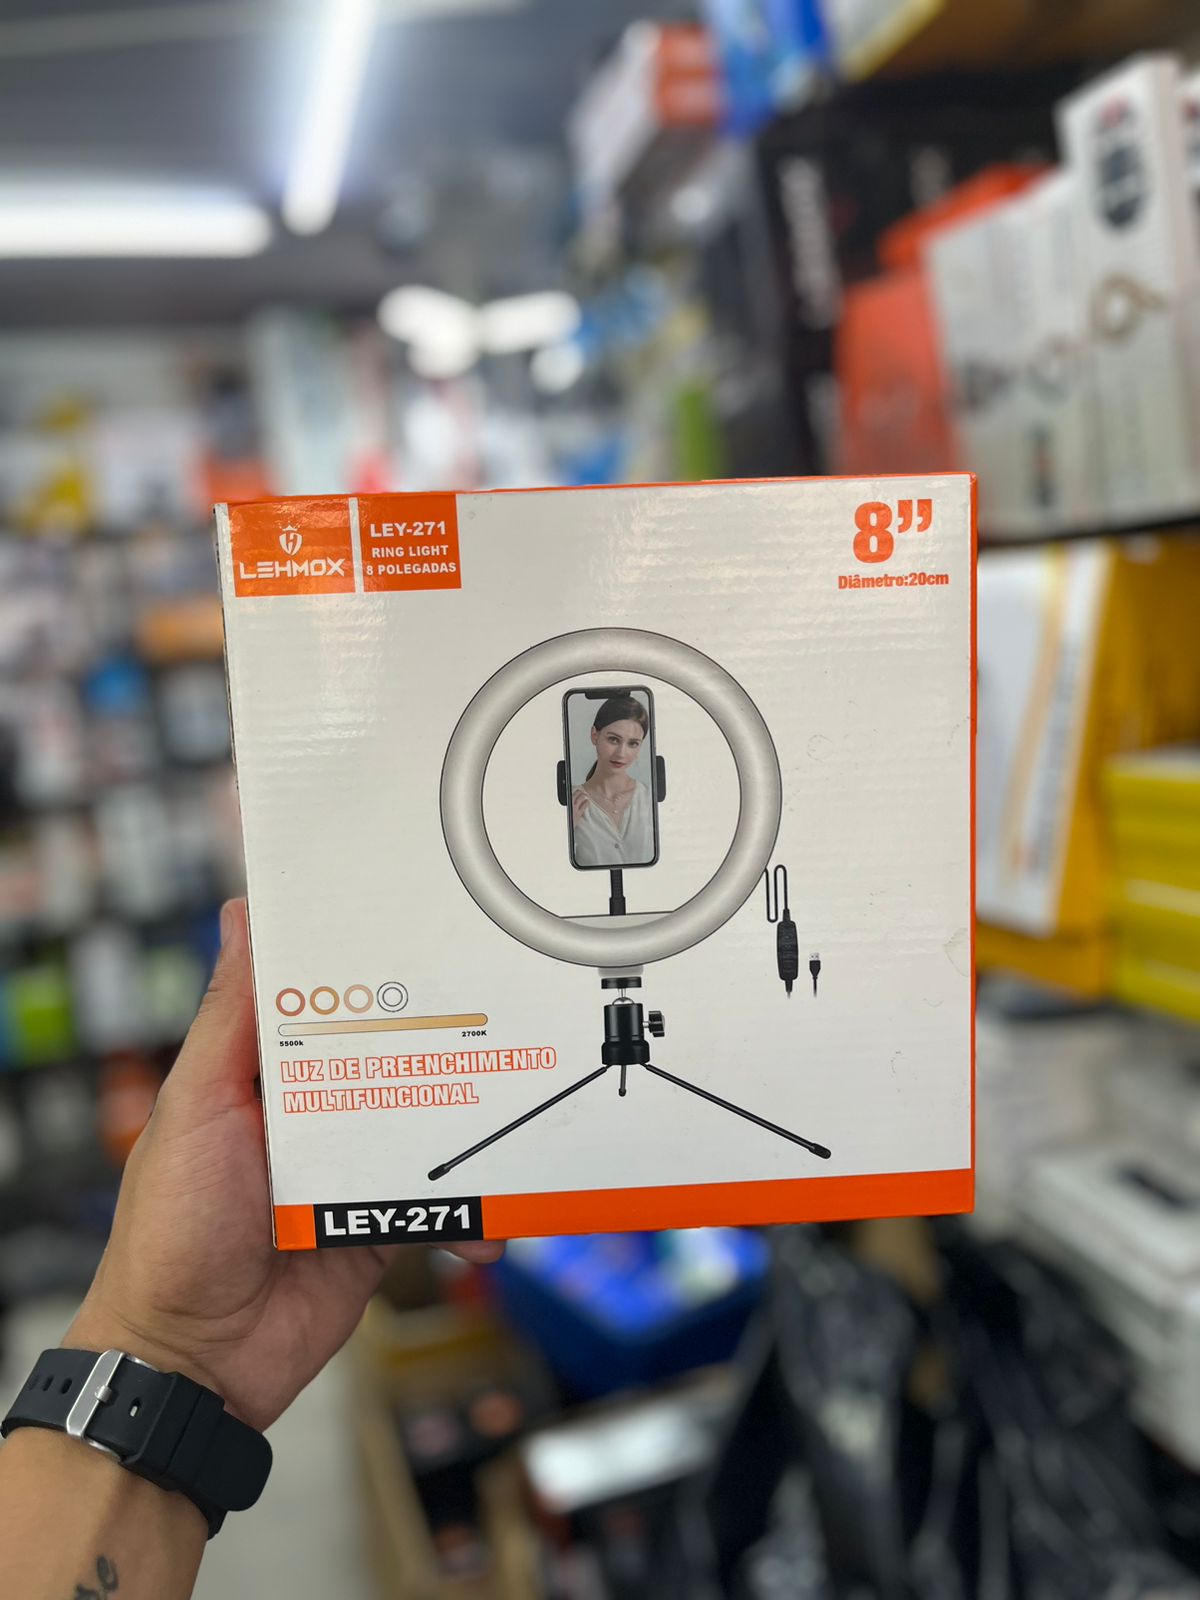 LEHMOX
LEY-271
RING LIGHT
8 POLEGADAS
8”
Diâmetro:20cm
5500k
2700K
LUZ DE PREENCHIMENTO
MULTIFUNCIONAL
LEY-271